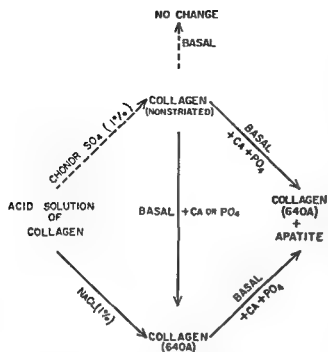 NO CHANGE
BASAL
CHONDR SO4 (1%)
COLLAGEN
(NONSTRIATED)
BASAL
+CA +PO4
ACID SOLUTION
OF
COLLAGEN
BASAL +CA OR PO4
COLLAGEN
(640A)
+
APATITE
NACL(1%)
BASAL
+CA +PO4
COLLAGEN
(640A)